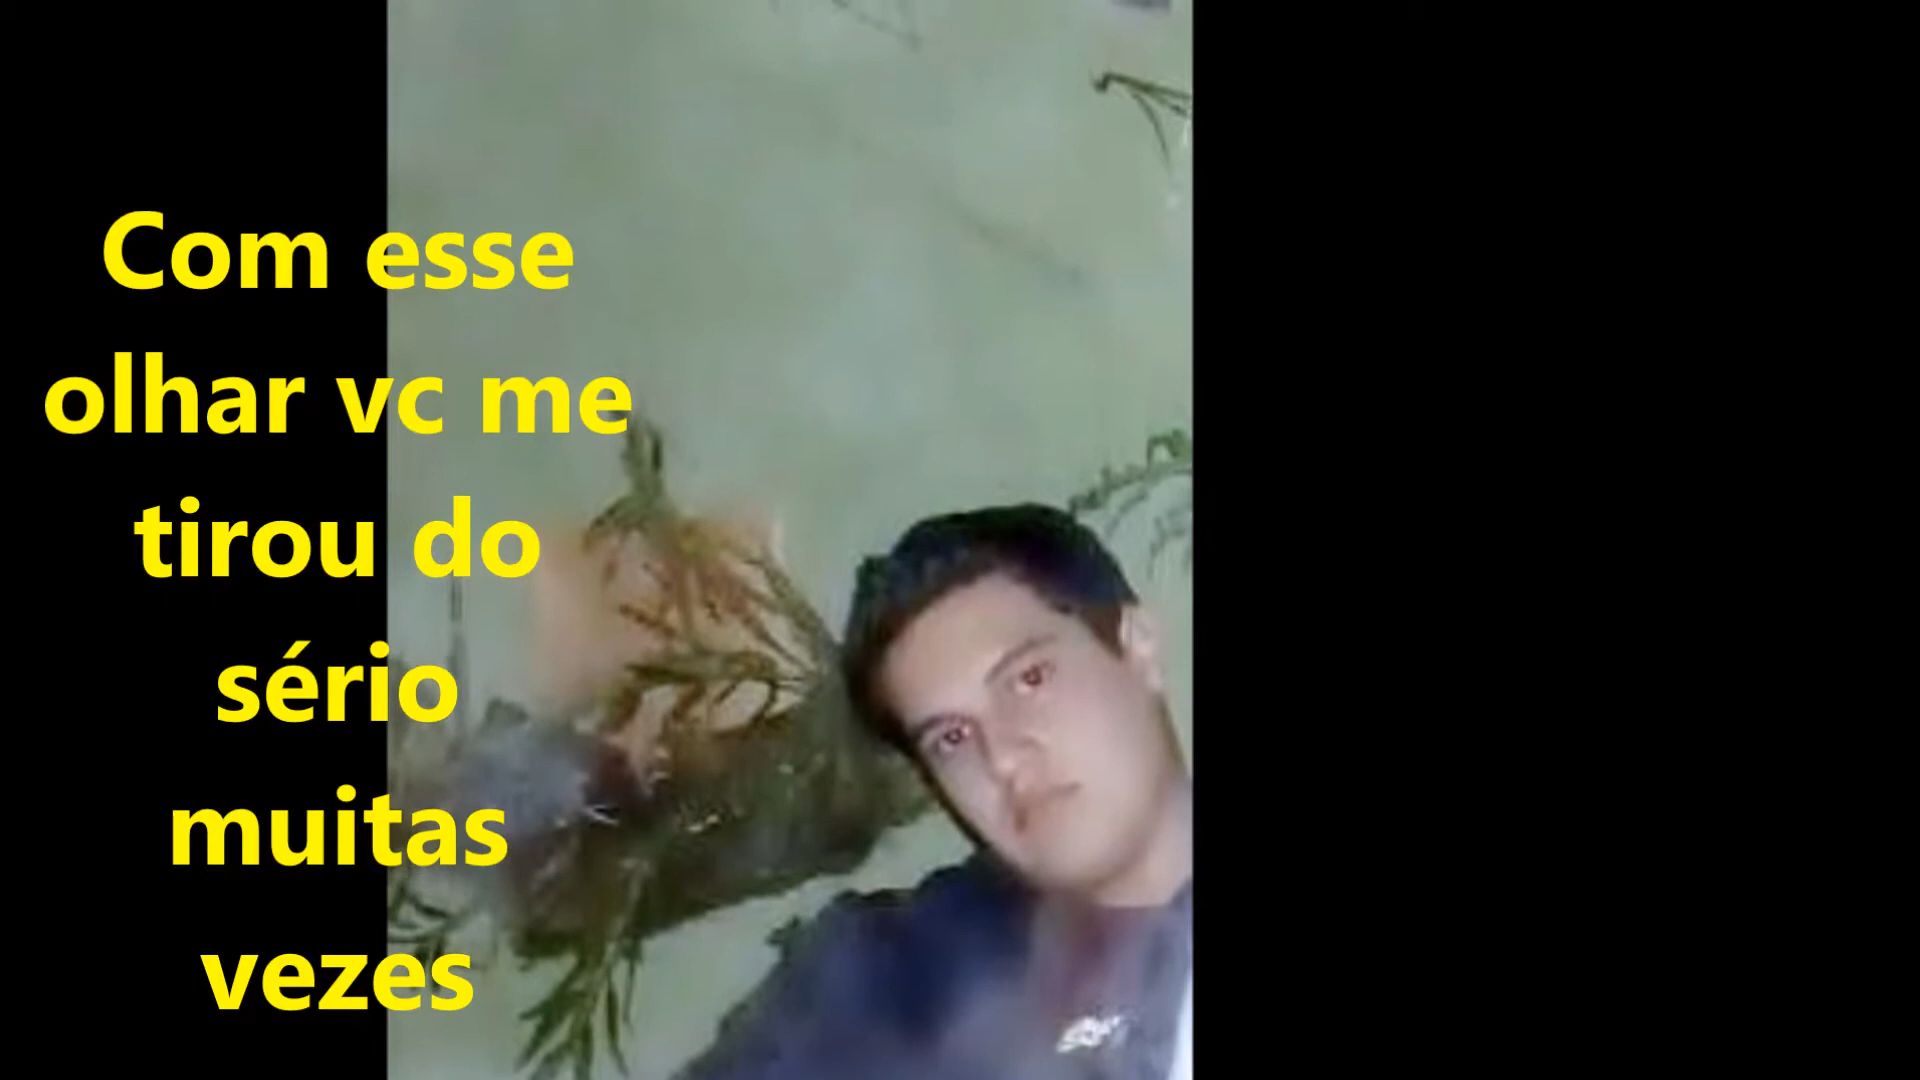 Com esse
olhar vc me
tirou do
sério
muitas
vezes